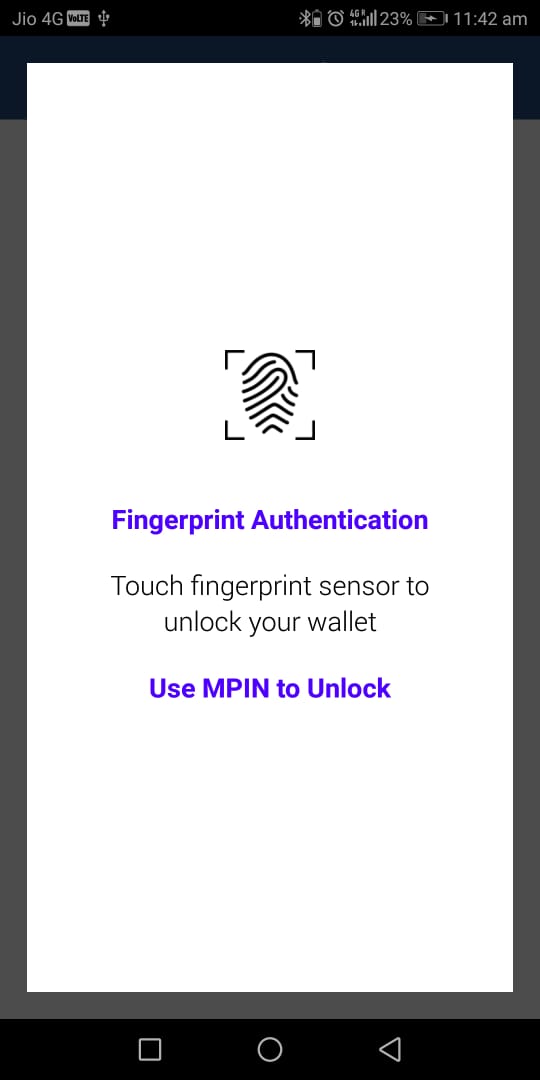 Jio 4G VoLTE 23% 11:42 am
Fingerprint Authentication
Touch fingerprint sensor to
unlock your wallet
Use MPIN to Unlock